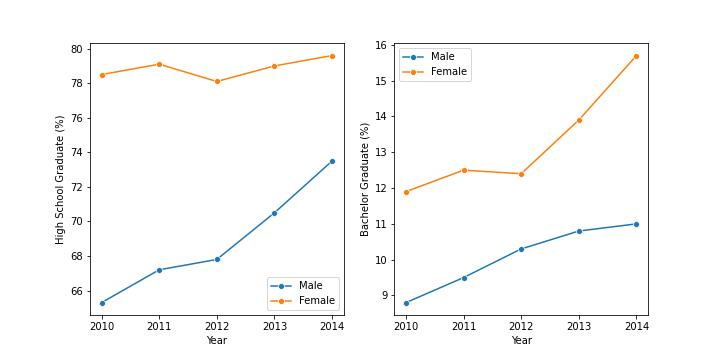 High School Graduate (%)
80
78
76
74
72
70
68
66
Male
Female
2010 2011 2012 2013 2014
Year
Bachelor Graduate (%)
16
15
14
13
12
11
10
9
Male
Female
2010 2011 2012 2013 2014
Year